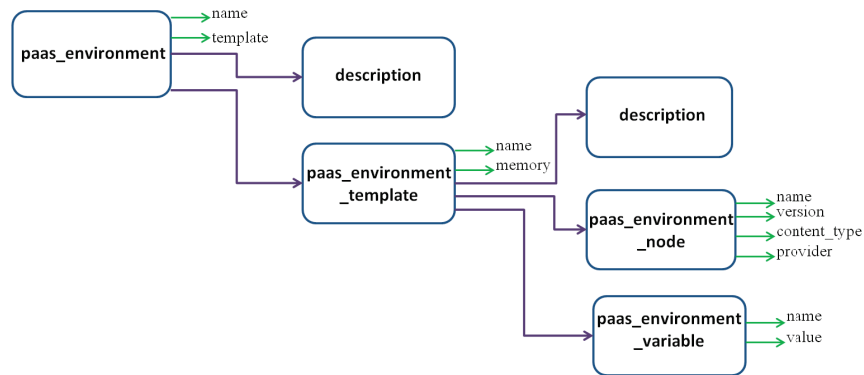 name
template
paas_environment
description
description
name
memory
paas_environment
_template
name
version
content_type
provider
paas_environment
_node
name
value
paas_environment
_variable